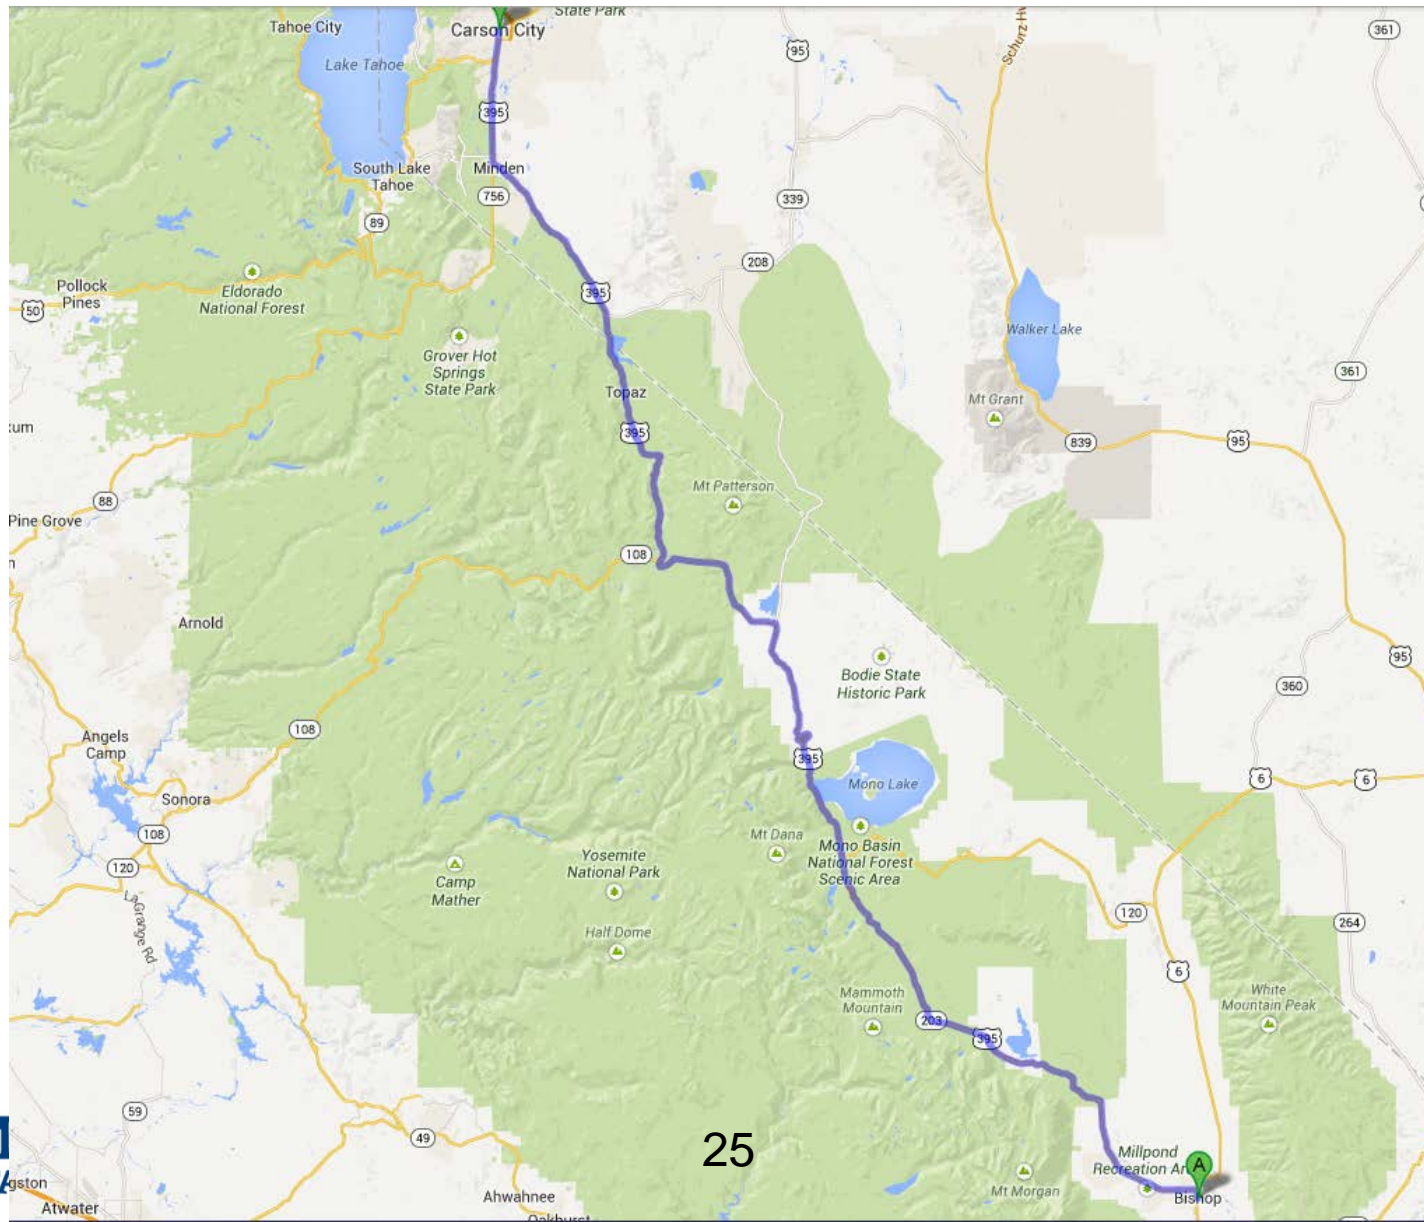 State Park
Tahoe City
Carson City
361
Lake Tahoe
95
395
South Lake
Tahoe
Minden
756
339
89
208
Pollock
Pines
50
Eldorado
National Forest
395
Walker Lake
Grover Hot
Springs
State Park
361
Topaz
Mt Grant
395
839
95
88
Mt Patterson
Pine Grove
108
Arnold
Bodie State
Historic Park
95
360
108
Angels
Camp
395
Mono Lake
6
6
Sonora
108
Mt Dana
Mono Basin
National Forest
Scenic Area
120
Yosemite
National Park
Camp
Mather
LaGrange Rd
Half Dome
120
264
6
Mammoth
Mountain
White
Mountain Peak
203
395
59
49
25
Millpond
Recreation
A
Mt Morgan
Bishop
Ahwahnee
Atwater